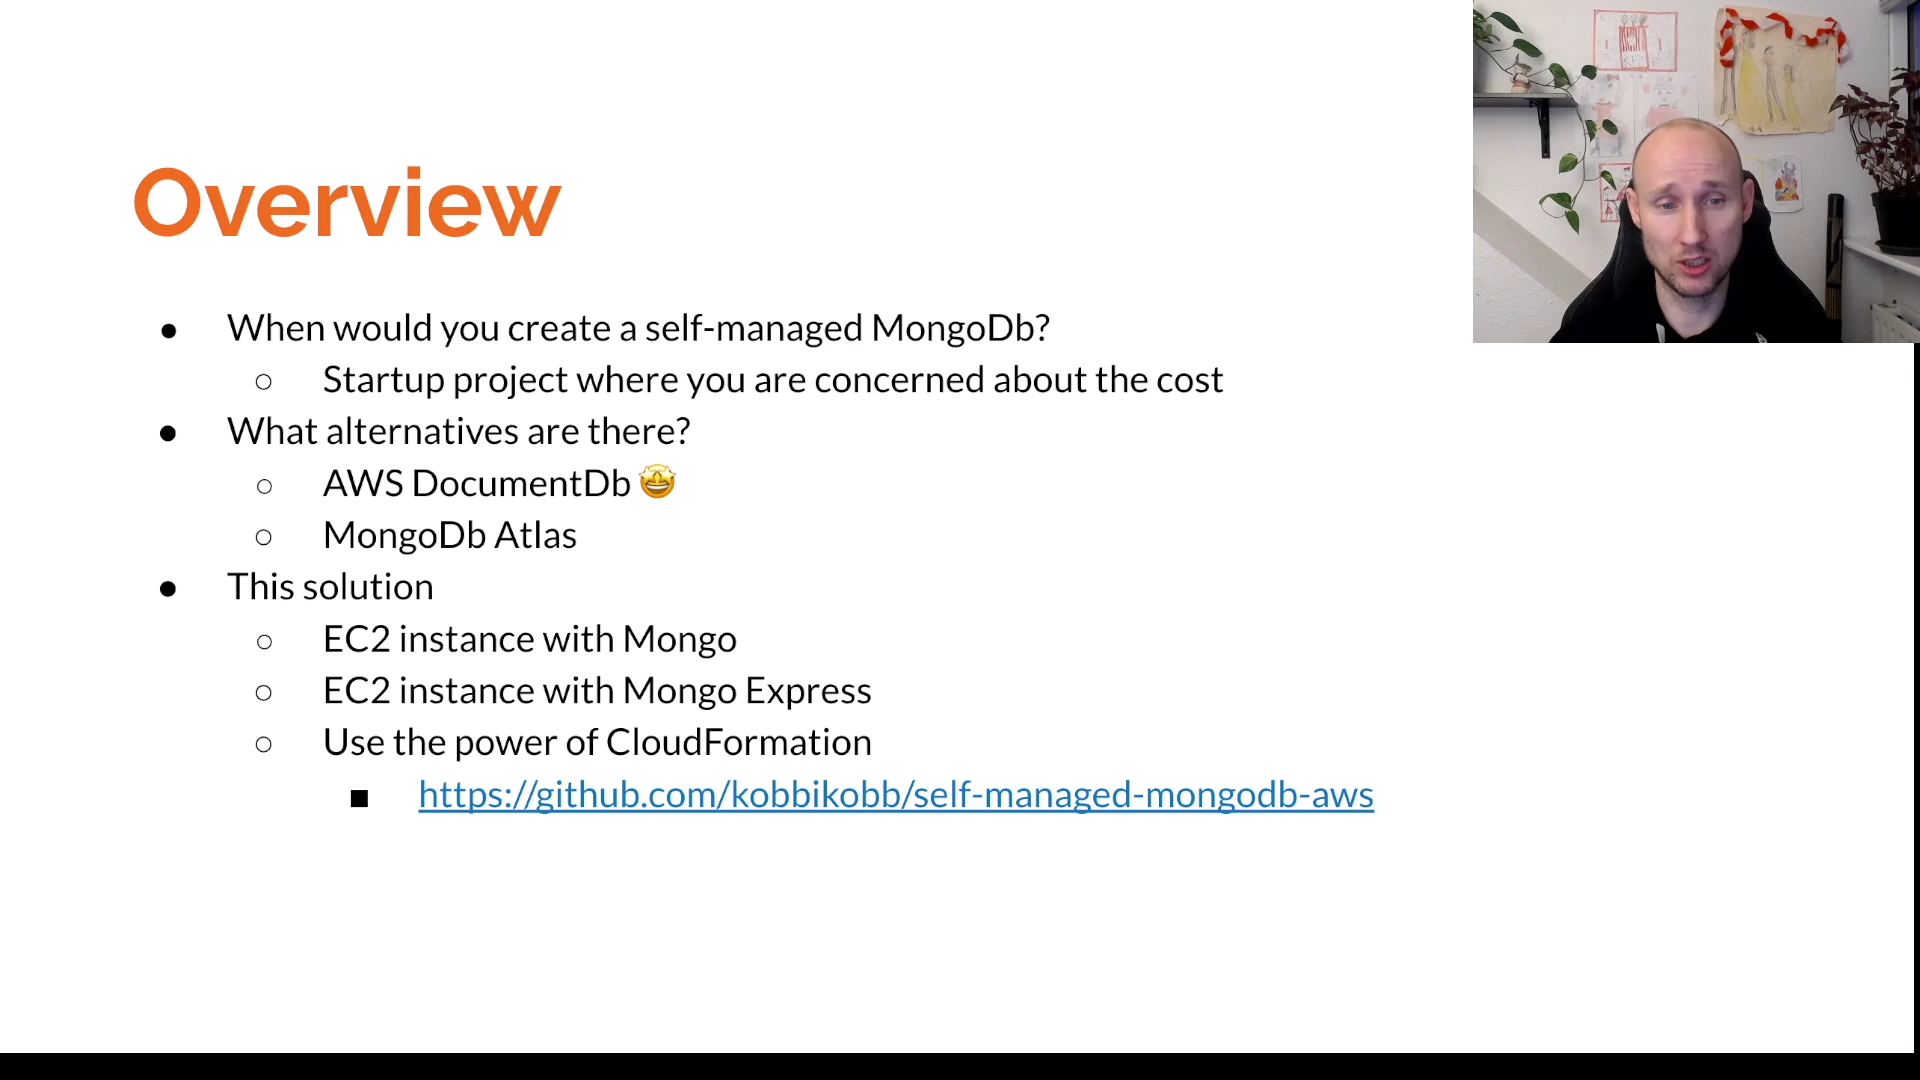 Overview
● When would you create a self-managed MongoDb?
○ Startup project where you are concerned about the cost
● What alternatives are there?
○ AWS DocumentDb 🤩
○ MongoDb Atlas
● This solution
○ EC2 instance with Mongo
○ EC2 instance with Mongo Express
○ Use the power of CloudFormation
■ https://github.com/kobbikobb/self-managed-mongodb-aws